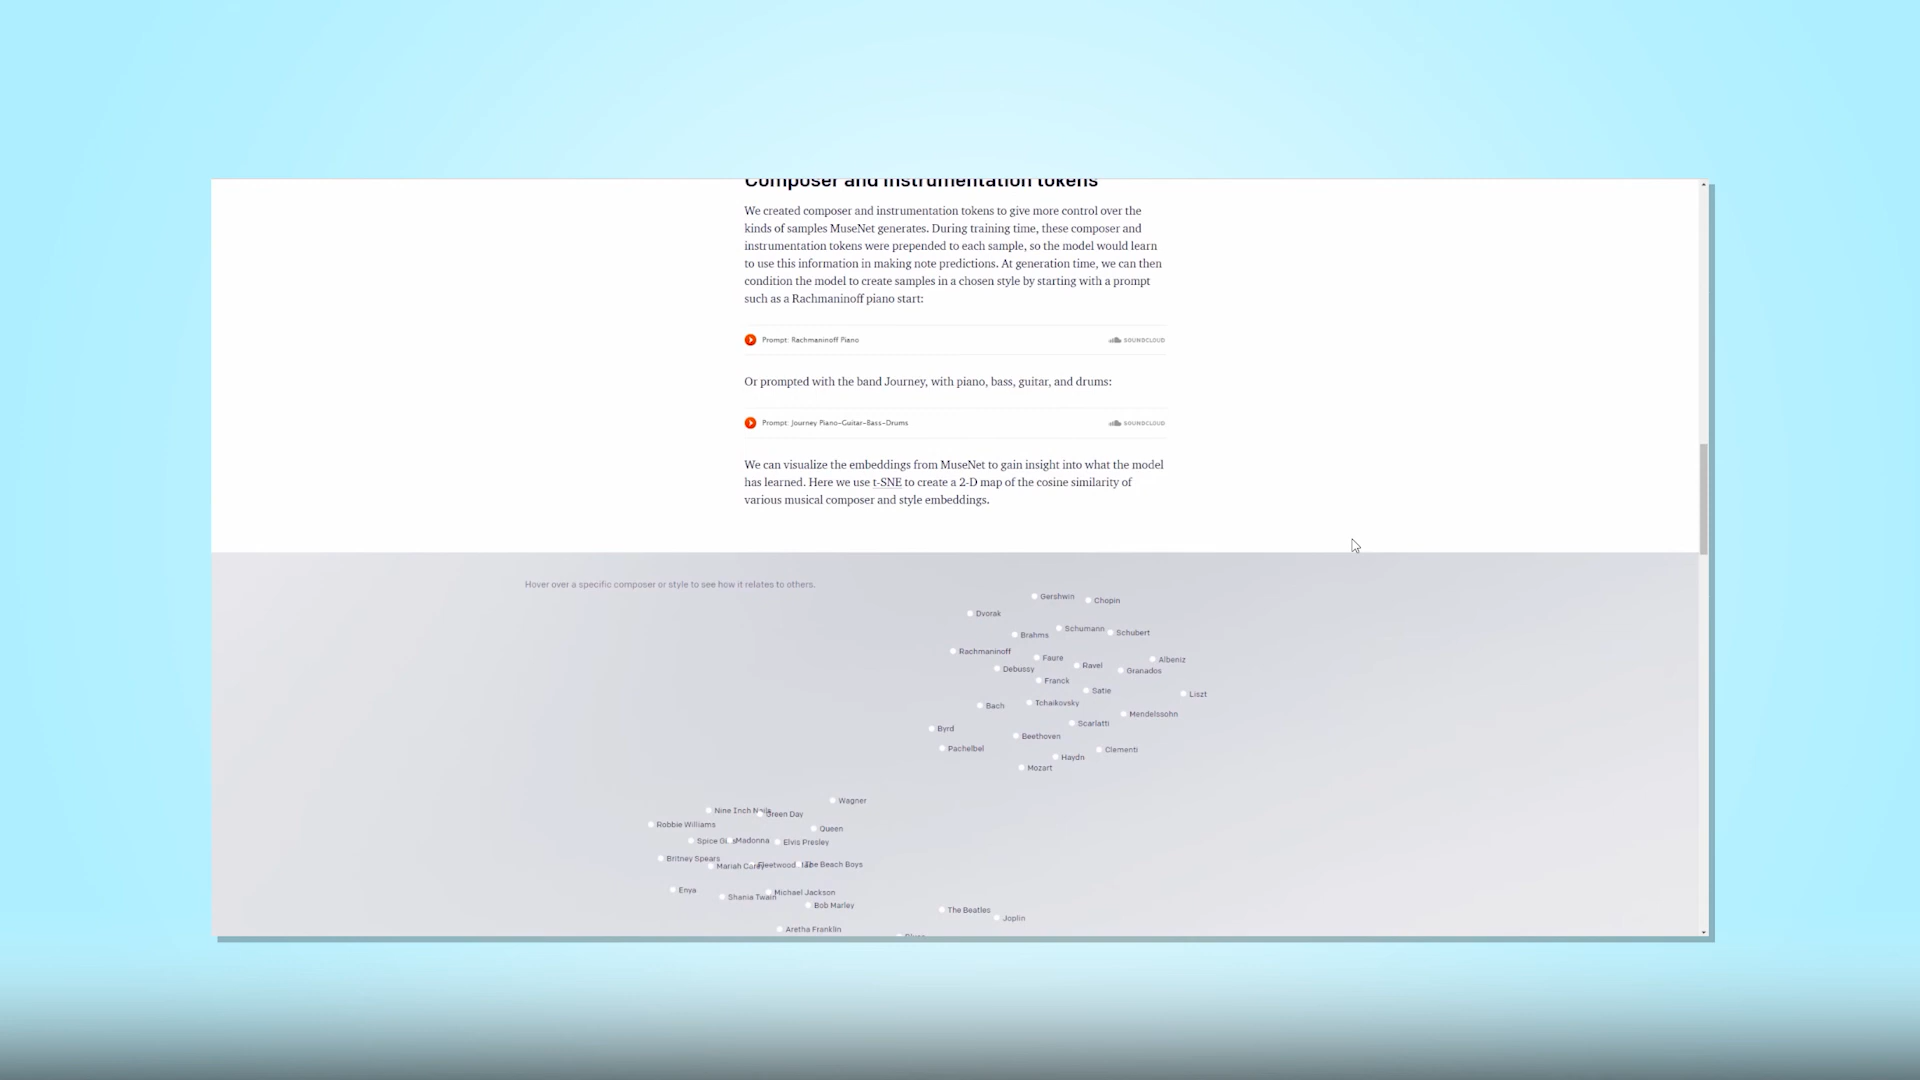 Composer and instrumentation tokens
We created composer and instrumentation tokens to give more control over the
kinds of samples MuseNet generates. During training time, these composer and
instrumentation tokens were prepended to each sample, so the model would learn
to use this information in making note predictions. At generation time, we can then
condition the model to create samples in a chosen style by starting with a prompt
such as a Rachmaninoff piano start:
Prompt: Rachmaninoff Piano
SOUNDCLOUD
Or prompted with the band Journey, with piano, bass, guitar, and drums:
Prompt: Journey Piano-Guitar-Bass-Drums
SOUNDCLOUD
We can visualize the embeddings from MuseNet to gain insight into what the model
has learned. Here we use t-SNE to create a 2-D map of the cosine similarity of
various musical composer and style embeddings.
Hover over a specific composer or style to see how it relates to others.
Gershwin
Chopin
Dvorak
Schumann
Brahms
Schubert
Rachmaninoff
Faure
Albeniz
Debussy
Ravel
Granados
Franck
Satie
Liszt
Bach
Tchaikovsky
Mendelssohn
Scarlatti
Byrd
Beethoven
Pachelbel
Clementi
Haydn
Mozart
Wagner
Nine Inch Nails
Green Day
Robbie Williams
Queen
Spice Girls
Madonna
Elvis Presley
Britney Spears
Mariah Carey
Fleetwood Mac
The Beach Boys
Enya
Michael Jackson
Shania Twain
Bob Marley
The Beatles
Joplin
Aretha Franklin